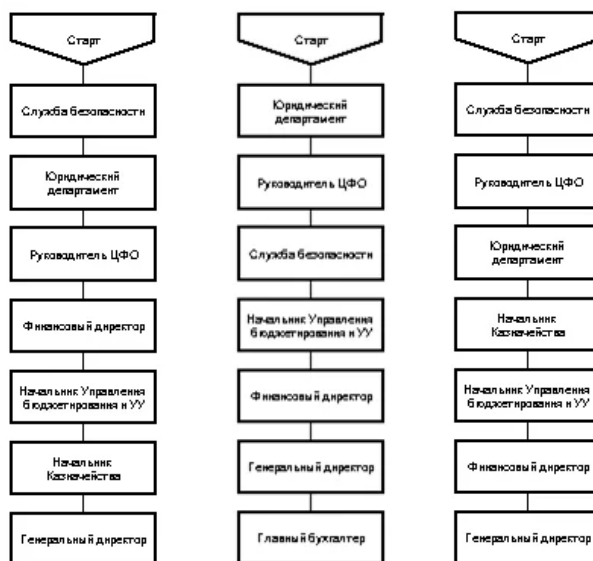 Старт
Служба безопасности
Юридический
департамент
Руководитель ЦФО
Финансовый директор
Начальник Управления
бюджетирования и УУ
Начальник
Казначейства
Генеральный директор
Старт
Юридический
департамент
Руководитель ЦФО
Служба безопасности
Начальник Управления
бюджетирования и УУ
Финансовый директор
Генеральный директор
Главный бухгалтер
Старт
Служба безопасности
Руководитель ЦФО
Юридический
департамент
Начальник
Казначейства
Начальник Управления
бюджетирования и УУ
Финансовый директор
Генеральный директор